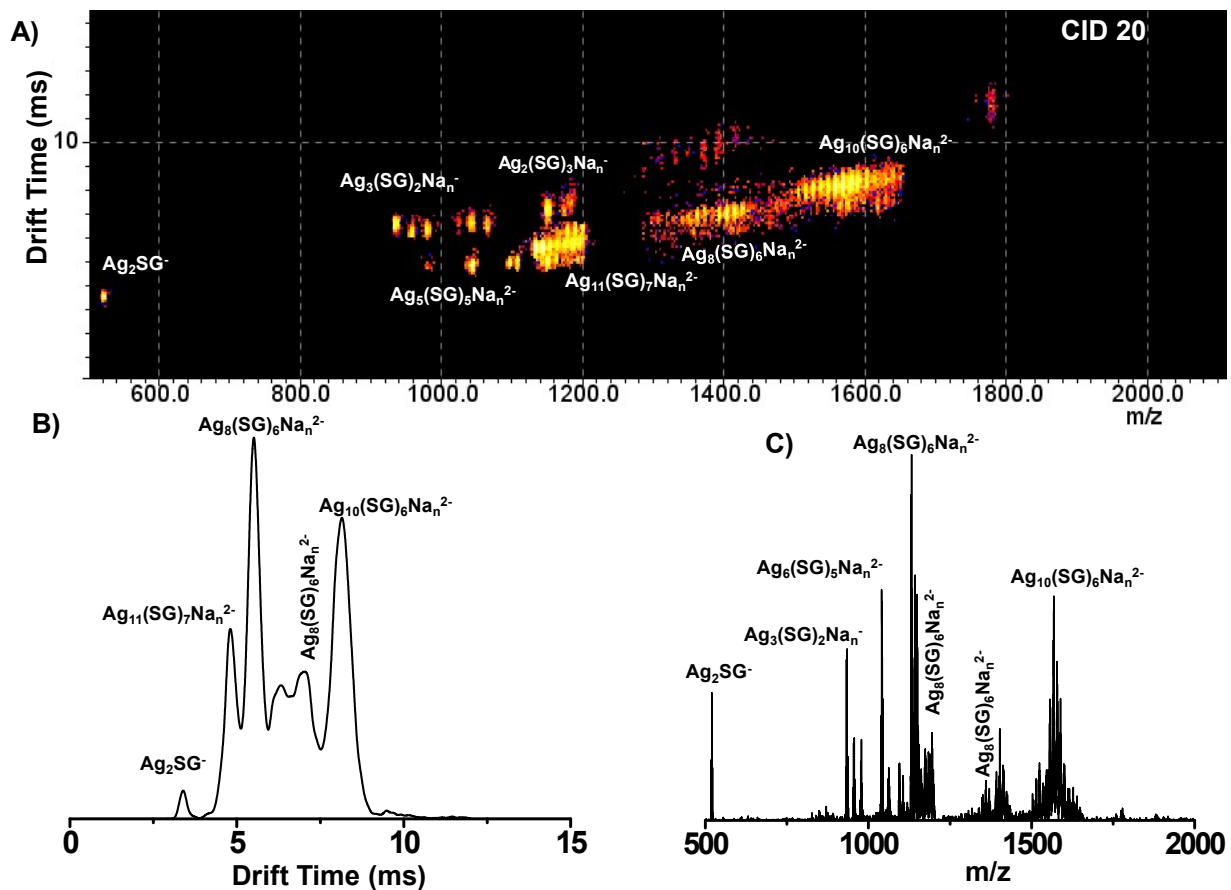 A)
CID 20
Drift Time (ms)
10
Ag₁₀(SG)₆Naₙ²⁻
Ag₂(SG)₃Naₙ⁻
Ag₃(SG)₂Naₙ⁻
Ag₂SG⁻
Ag₈(SG)₆Naₙ²⁻
Ag₁₁(SG)₇Naₙ²⁻
Ag₅(SG)₅Naₙ²⁻
600.0 800.0 1000.0 1200.0 1400.0 1600.0 1800.0 2000.0
m/z
B)
Ag₈(SG)₆Naₙ²⁻
Ag₁₀(SG)₆Naₙ²⁻
Ag₈(SG)₆Naₙ²⁻
Ag₁₁(SG)₇Naₙ²⁻
Ag₂SG⁻
0 5 10 15
Drift Time (ms)
C)
Ag₈(SG)₆Naₙ²⁻
Ag₆(SG)₅Naₙ²⁻
Ag₁₀(SG)₆Naₙ²⁻
Ag₃(SG)₂Naₙ⁻
Ag₈(SG)₆Naₙ²⁻
Ag₂SG⁻
Ag₈(SG)₆Naₙ²⁻
500 1000 1500 2000
m/z